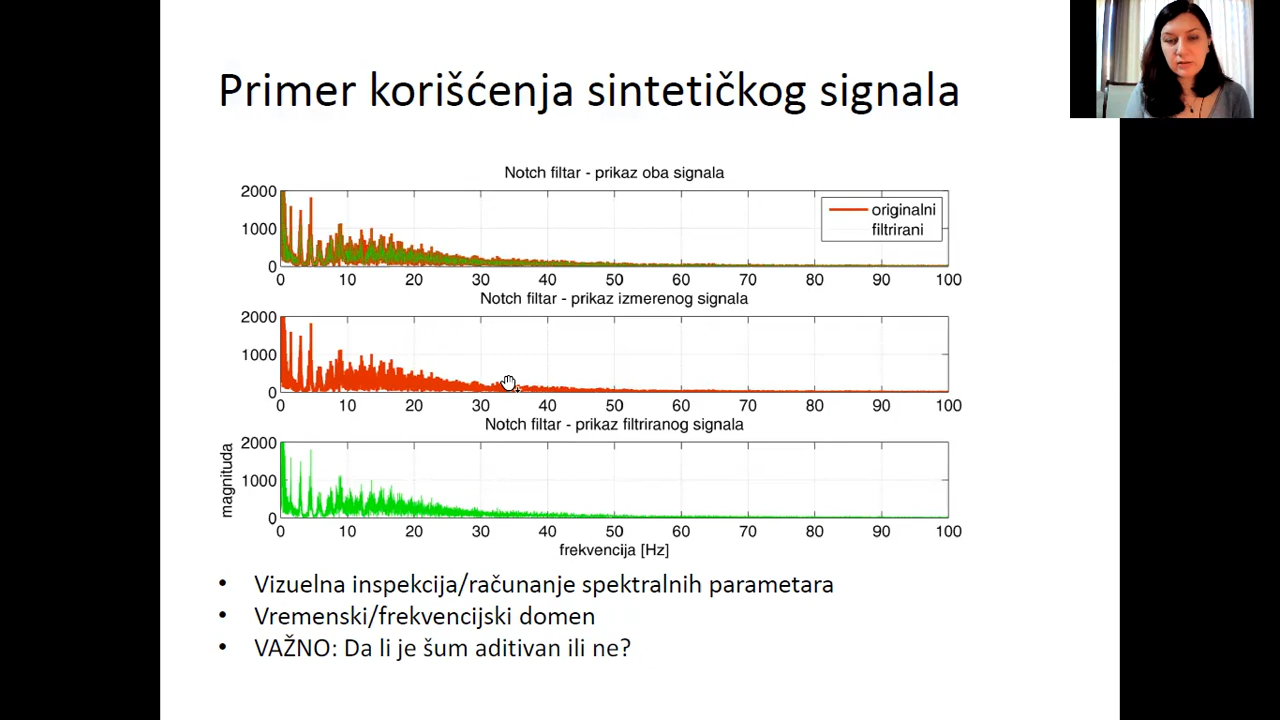 Primer korišćenja sintetičkog signala
Notch filtar - prikaz oba signala
2000
1000
0
originalni
filtrirani
0 10 20 30 40 50 60 70 80 90 100
Notch filtar - prikaz izmerenog signala
2000
1000
0
0 10 20 30 40 50 60 70 80 90 100
Notch filtar - prikaz filtriranog signala
magnituda
2000
1000
0
0 10 20 30 40 50 60 70 80 90 100
frekvencija [Hz]
• Vizuelna inspekcija/računanje spektralnih parametara
• Vremenski/frekvencijski domen
• VAŽNO: Da li je šum aditivan ili ne?